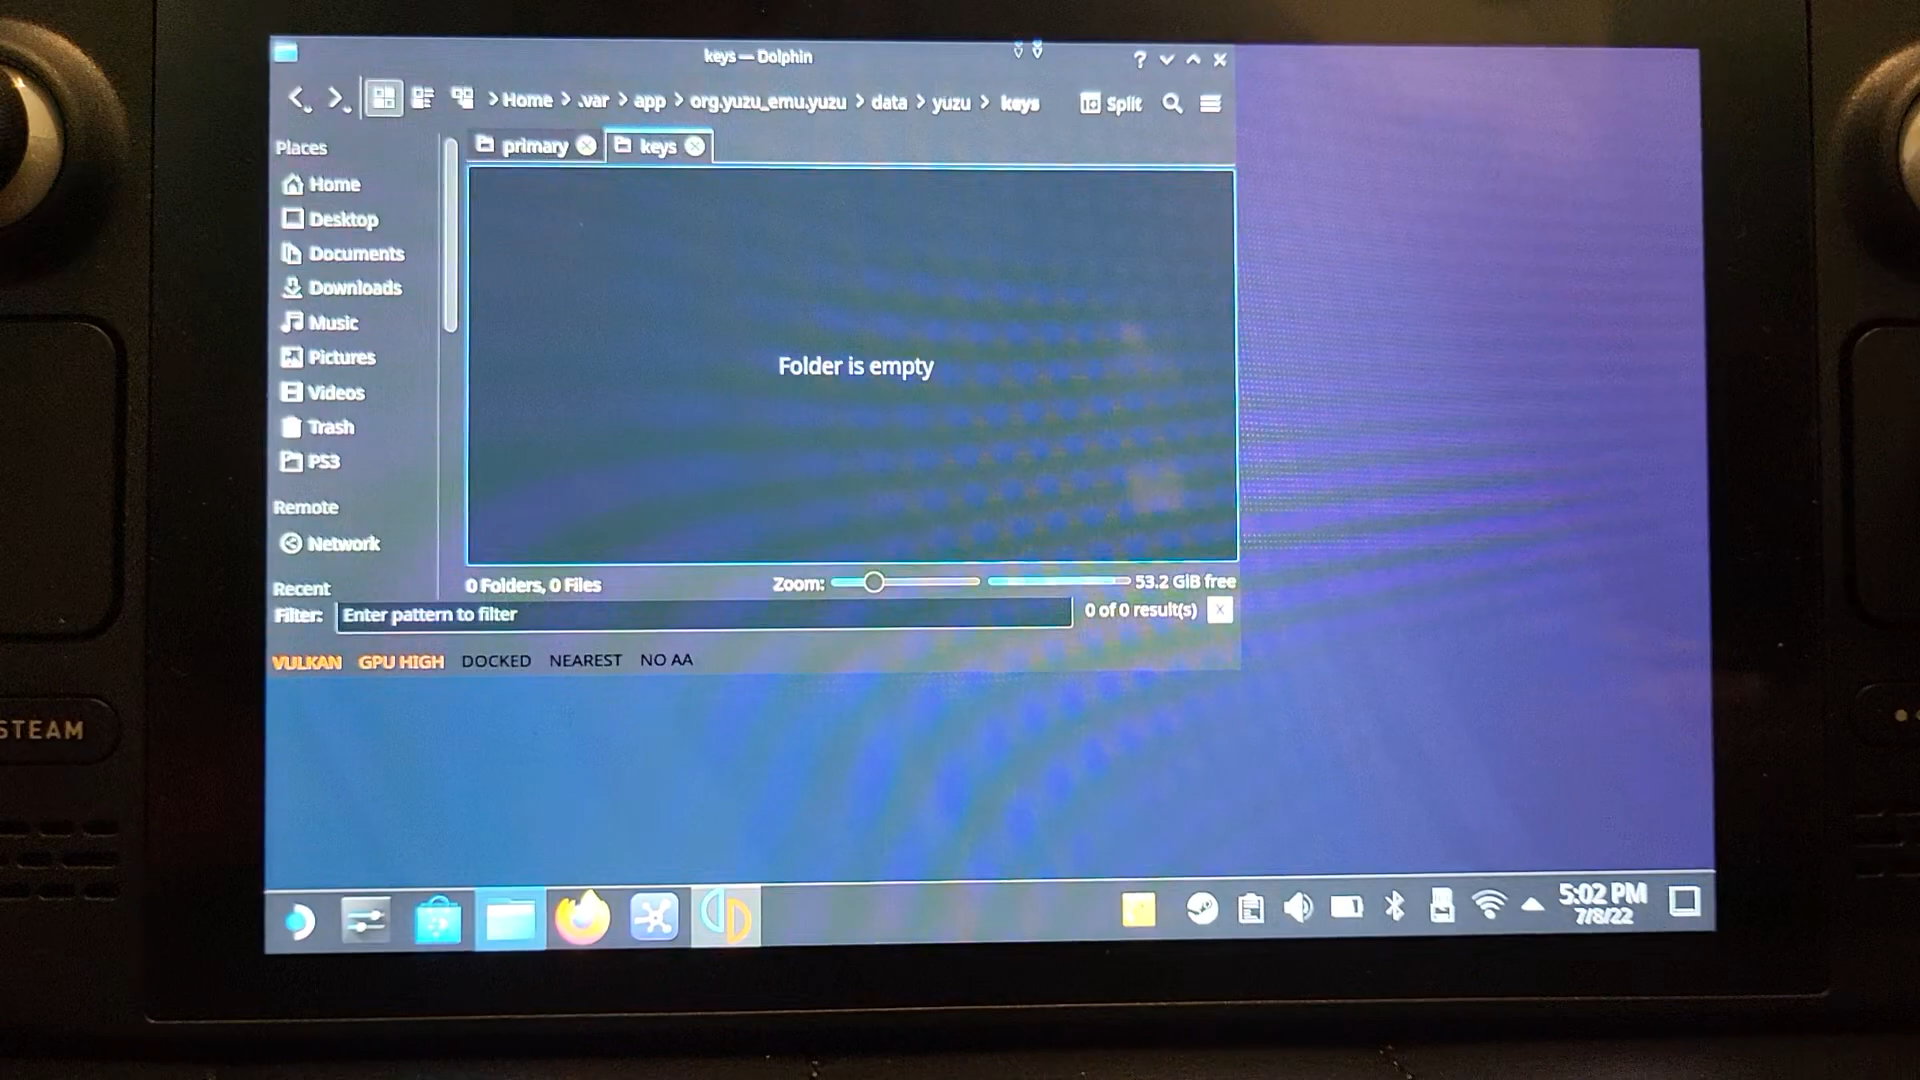 keys — Dolphin
Home > .var > app > org.yuzu_emu.yuzu > data > yuzu > keys
Split
Places
primary
keys
Home
Desktop
Documents
Downloads
Music
Pictures
Videos
Trash
PS3
Remote
Network
Recent
Folder is empty
0 Folders, 0 Files
Zoom:
53.2 GiB free
Filter:
Enter pattern to filter
0 of 0 result(s)
VULKAN GPU HIGH DOCKED NEAREST NO AA
STEAM
5:02 PM
7/8/22